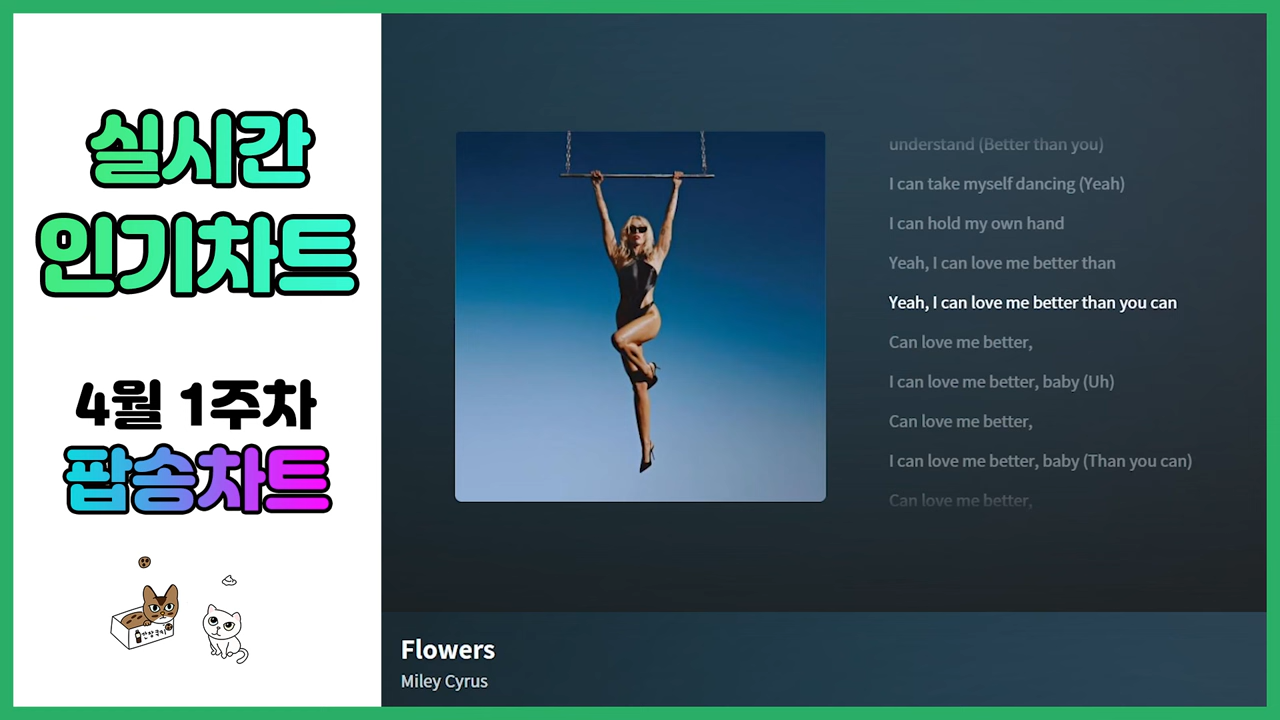 실시간
인기차트
4월 1주차
팝송차트
understand (Better than you)
I can take myself dancing (Yeah)
I can hold my own hand
Yeah, I can love me better than
Yeah, I can love me better than you can
Can love me better,
I can love me better, baby (Uh)
Can love me better,
I can love me better, baby (Than you can)
Can love me better,
Flowers
Miley Cyrus